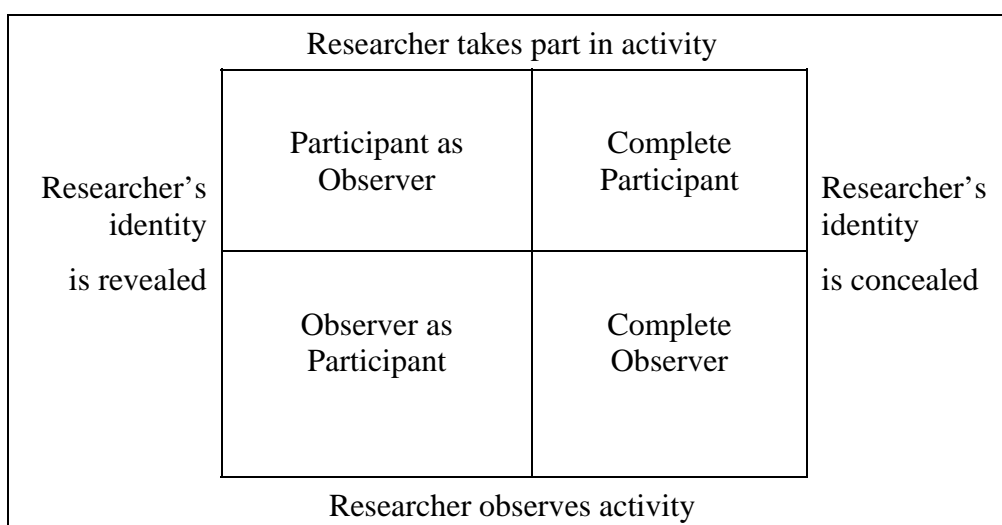 Researcher takes part in activity
Participant as
Observer
Complete
Participant
Researcher’s
identity
is revealed
Researcher’s
identity
is concealed
Observer as
Participant
Complete
Observer
Researcher observes activity